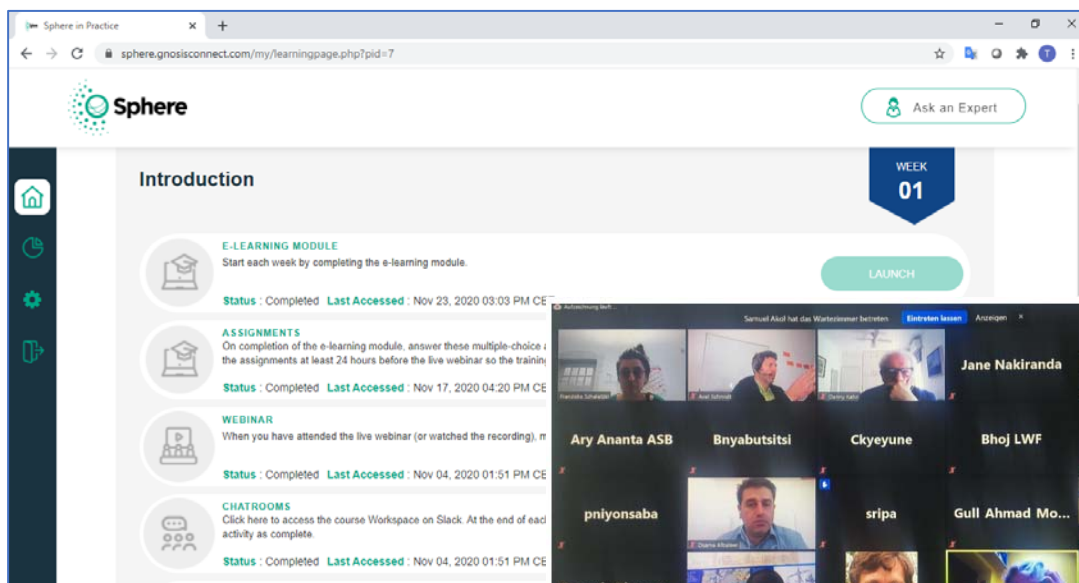 Sphere in Practice
sphere.gnosisconnect.com/my/learningpage.php?pid=7
T
Sphere
Ask an Expert
Introduction
WEEK
01
E-LEARNING MODULE
Start each week by completing the e-learning module.
LAUNCH
Status : Completed Last Accessed : Nov 23, 2020 03:03 PM CE
ASSIGNMENTS
On completion of the e-learning module, answer these multiple-choice
the assignments at least 24 hours before the live webinar so the training
Status : Completed Last Accessed : Nov 17, 2020 04:20 PM CE
WEBINAR
When you have attended the live webinar (or watched the recording), m
Status : Completed Last Accessed : Nov 04, 2020 01:51 PM CE
CHATROOMS
Click here to access the course Workspace on Slack. At the end of each
activity as complete.
Status : Completed Last Accessed : Nov 04, 2020 01:51 PM CE
Samuel Akol hat das Wartezimmer betreten Eintreten lassen Anzeigen
Jane Nakiranda
Axel Schmidt
Ary Ananta ASB
Bnyabutsitsi
Ckyeyune
Bhoj LWF
pniyonsaba
sripa
Gull Ahmad Mo...